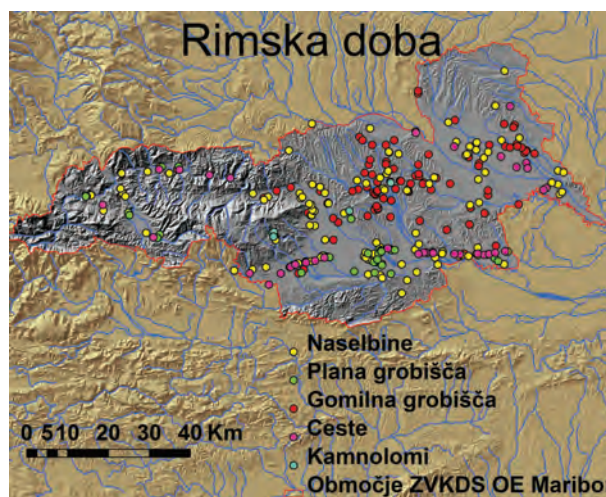 Rimska doba
Naselbine
Plana grobišča
Gomilna grobišča
Ceste
Kamnolomi
Območje ZVKDS OE Maribo
0 5 10 20 30 40 Km